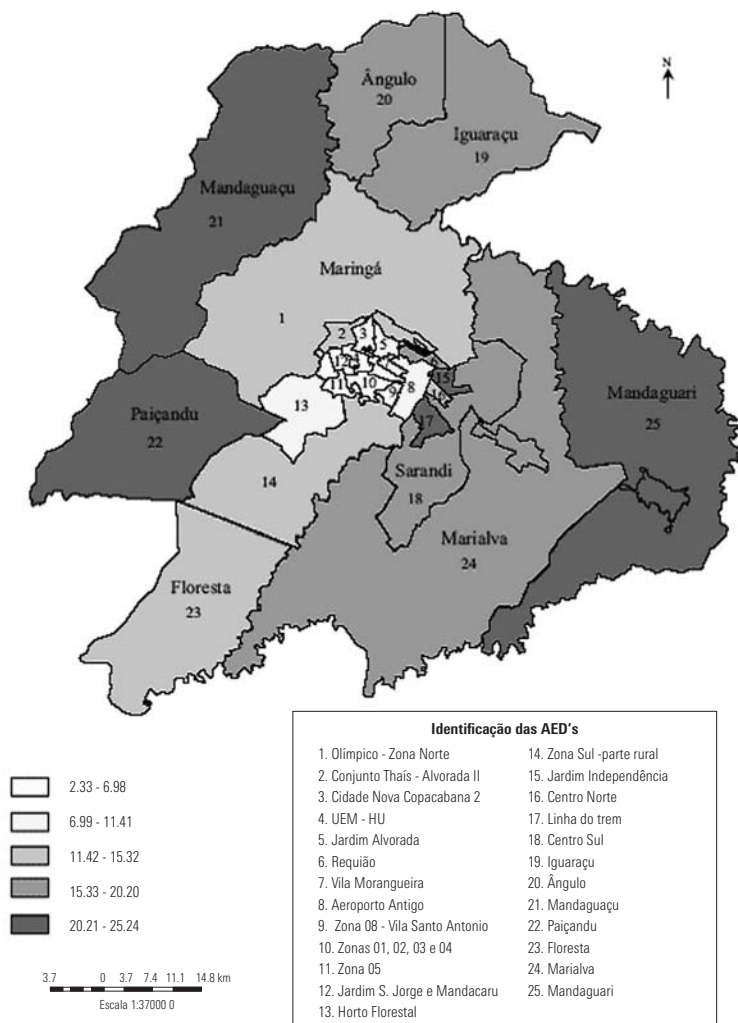 Ângulo
20
N
Iguaraçu
19
Mandaguaçu
21
Maringá
1
2
3
5
12
11
10
9
8
15
16
13
17
Mandaguari
25
Paiçandu
22
14
Sarandi
18
Marialva
24
Floresta
23
2.33 - 6.98
6.99 - 11.41
11.42 - 15.32
15.33 - 20.20
20.21 - 25.24
3.7 0 3.7 7.4 11.1 14.8 km
Escala 1:37000 0
Identificação das AED's
1. Olímpico - Zona Norte
2. Conjunto Thaís - Alvorada II
3. Cidade Nova Copacabana 2
4. UEM - HU
5. Jardim Alvorada
6. Requião
7. Vila Morangueira
8. Aeroporto Antigo
9. Zona 08 - Vila Santo Antonio
10. Zonas 01, 02, 03 e 04
11. Zona 05
12. Jardim S. Jorge e Mandacaru
13. Horto Florestal
14. Zona Sul -parte rural
15. Jardim Independência
16. Centro Norte
17. Linha do trem
18. Centro Sul
19. Iguaraçu
20. Ângulo
21. Mandaguaçu
22. Paiçandu
23. Floresta
24. Marialva
25. Mandaguari